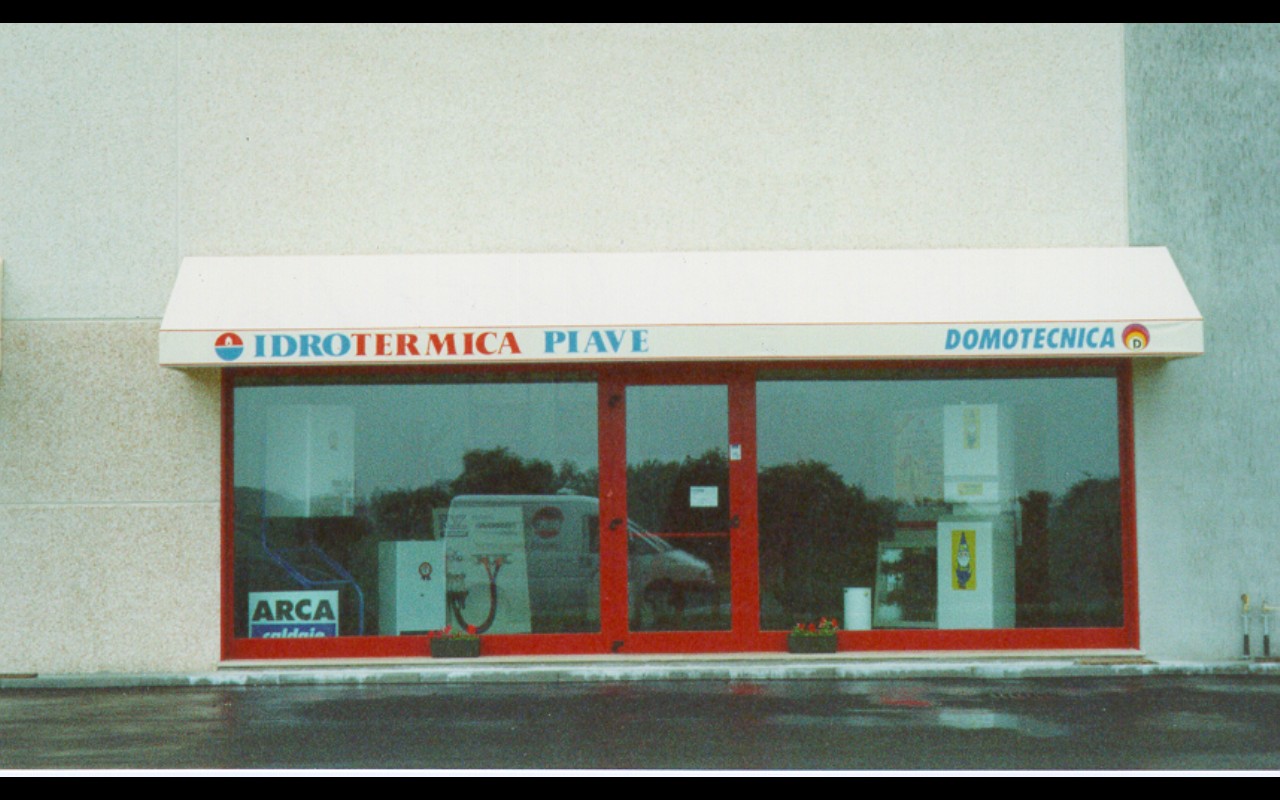 IDROTERMICA PIAVE
DOMOTECNICA
D
ARCA
caldaie